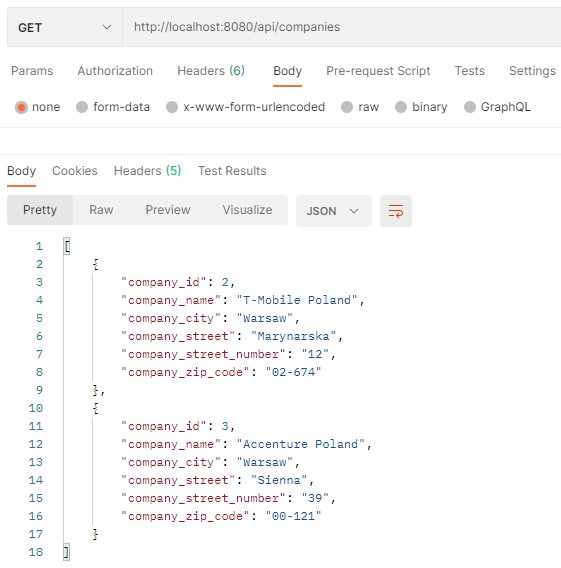 GET http://localhost:8080/api/companies
Params Authorization Headers (6) Body Pre-request Script Tests Settings
none form-data x-www-form-urlencoded raw binary GraphQL
Body Cookies Headers (5) Test Results
Pretty Raw Preview Visualize JSON
1 [
2 {
3 "company_id": 2,
4 "company_name": "T-Mobile Poland",
5 "company_city": "Warsaw",
6 "company_street": "Marynarska",
7 "company_street_number": "12",
8 "company_zip_code": "02-674"
9 },
10 {
11 "company_id": 3,
12 "company_name": "Accenture Poland",
13 "company_city": "Warsaw",
14 "company_street": "Sienna",
15 "company_street_number": "39",
16 "company_zip_code": "00-121"
17 }
18 ]